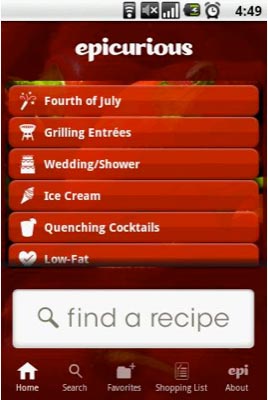 4:49
epicurious
Fourth of July
Grilling Entrées
Wedding/Shower
Ice Cream
Quenching Cocktails
Low-Fat
find a recipe
Home Search Favorites Shopping List epi About